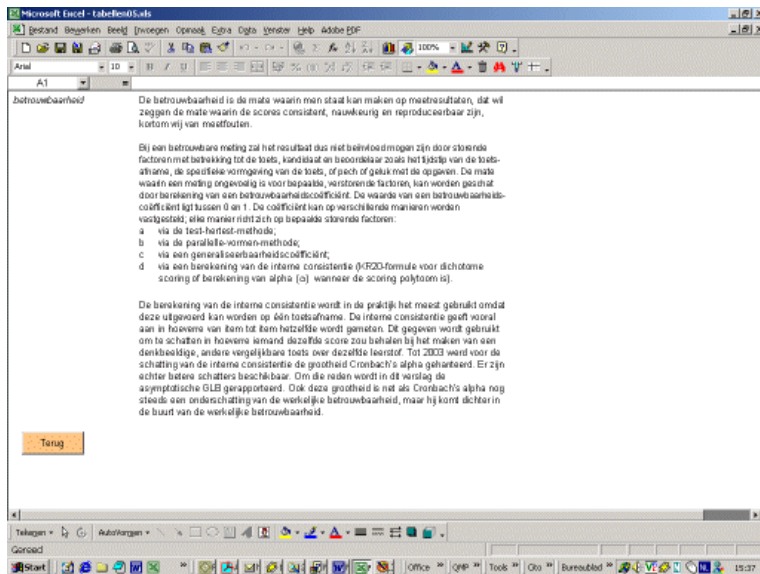 Microsoft Excel - tabellen05.xls
Bestand Bewerken Beeld Invoegen Opmaak Extra Data Venster Help Adobe PDF
100%
Arial 10 B I U
A1 =
betrouwbaarheid
De betrouwbaarheid is de mate waarin men staat kan maken op meetresultaten, dat wil
zeggen de mate waarin de scores consistent, nauwkeurig en reproduceerbaar zijn,
kortom vrij van meetfouten.
Bij een betrouwbare meting zal het resultaat dus niet beïnvloed mogen zijn door storende
factoren met betrekking tot de toets, kandidaat en beoordelaar zoals het tijdstip van de toets-
afname, de specifieke vormgeving van de toets, of pech of geluk met de opgaven. De mate
waarin een meting ongevoelig is voor bepaalde, verstorende factoren, kan worden geschat
door berekening van een betrouwbaarheidscoëfficiënt. De waarde van een betrouwbaarheids-
coëfficiënt ligt tussen 0 en 1. De coëfficiënt kan op verschillende manieren worden
vastgesteld; elke manier richt zich op bepaalde storende factoren:
a via de test-hertest-methode;
b via de parallelle-vormen-methode;
c via een generaliseerbaarheidscoëfficiënt;
d via een berekening van de interne consistentie (KR20-formule voor dichotome
scoring of berekening van alpha (α) wanneer de scoring polytoom is).
De berekening van de interne consistentie wordt in de praktijk het meest gebruikt omdat
deze uitgevoerd kan worden op één toetsafname. De interne consistentie geeft vooral
aan in hoeverre van item tot item hetzelfde wordt gemeten. Dit gegeven wordt gebruikt
om te schatten in hoeverre iemand dezelfde score zou behalen bij het maken van een
denkbeeldige, andere vergelijkbare toets over dezelfde leerstof. Tot 2003 werd voor de
schatting van de interne consistentie de grootheid Cronbach's alpha gehanteerd. Er zijn
echter betere schatters beschikbaar. Om die reden wordt in dit verslag de
asymptotische GLB gerapporteerd. Ook deze grootheid is net als Cronbach's alpha nog
steeds een onderschatting van de werkelijke betrouwbaarheid, maar hij komt dichter in
de buurt van de werkelijke betrouwbaarheid.
Terug
Tekenen AutoVormen
Gereed
Start Office QMP Tools Cito Bureaublad NL 15:37